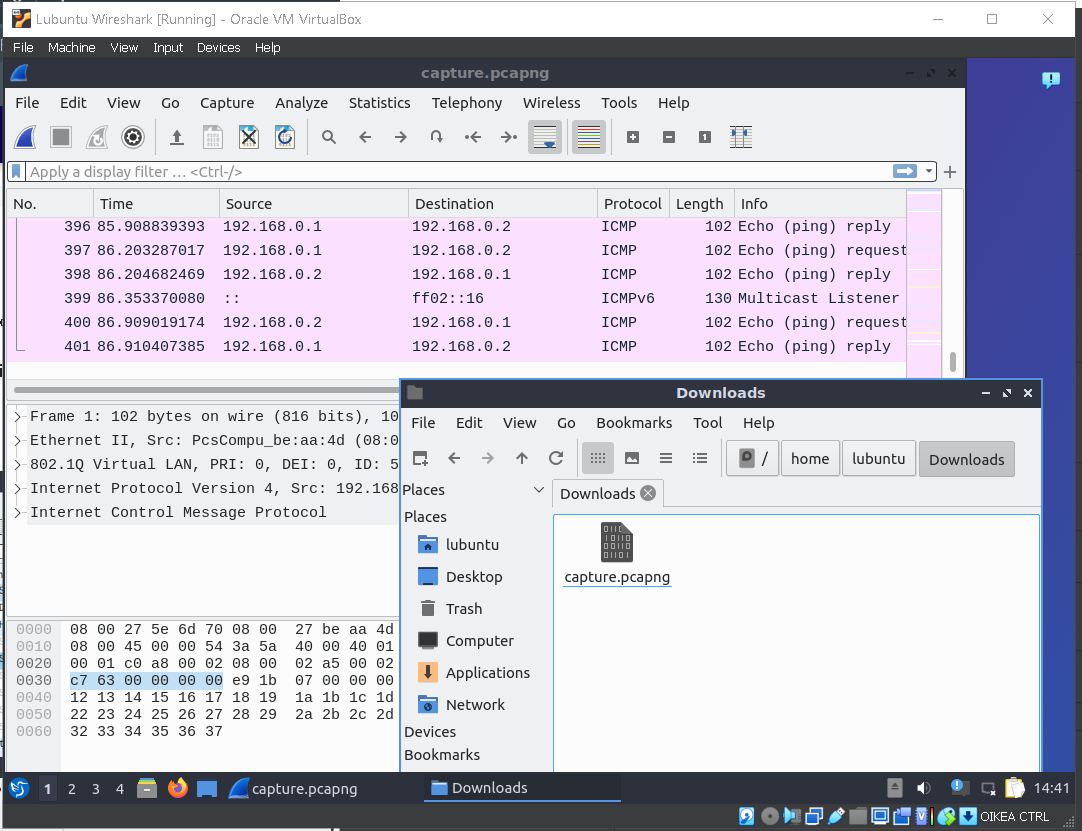 Lubuntu Wireshark [Running] - Oracle VM VirtualBox
File Machine View Input Devices Help
capture.pcapng
File Edit View Go Capture Analyze Statistics Telephony Wireless Tools Help
Apply a display filter … <Ctrl-/>
No. Time Source Destination Protocol Length Info
396 85.908839393 192.168.0.1 192.168.0.2 ICMP 102 Echo (ping) reply
397 86.203287017 192.168.0.1 192.168.0.2 ICMP 102 Echo (ping) request
398 86.204682469 192.168.0.2 192.168.0.1 ICMP 102 Echo (ping) reply
399 86.353370080 :: ff02::16 ICMPv6 130 Multicast Listener
400 86.909019174 192.168.0.2 192.168.0.1 ICMP 102 Echo (ping) request
401 86.910407385 192.168.0.1 192.168.0.2 ICMP 102 Echo (ping) reply
Frame 1: 102 bytes on wire (816 bits), 10
Ethernet II, Src: PcsCompu_be:aa:4d (08:0
802.1Q Virtual LAN, PRI: 0, DEI: 0, ID: 5
Internet Protocol Version 4, Src: 192.168
Internet Control Message Protocol
0000 08 00 27 5e 6d 70 08 00 27 be aa 4d
0010 08 00 45 00 00 54 3a 5a 40 00 40 01
0020 00 01 c0 a8 00 02 08 00 02 a5 00 02
0030 c7 63 00 00 00 00 e9 1b 07 00 00 00
0040 12 13 14 15 16 17 18 19 1a 1b 1c 1d
0050 22 23 24 25 26 27 28 29 2a 2b 2c 2d
0060 32 33 34 35 36 37
Downloads
File Edit View Go Bookmarks Tool Help
/ home lubuntu Downloads
Places
Downloads
Places
lubuntu
Desktop
Trash
Computer
Applications
Network
Devices
Bookmarks
capture.pcapng
1 2 3 4 capture.pcapng Downloads 14:41
OIKEA CTRL